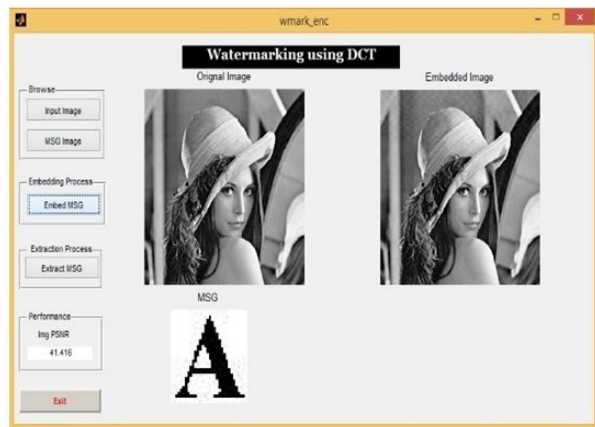 wmark_enc
Watermarking using DCT
Orignal Image
Embedded Image
Browse
Input Image
MSG Image
Embedding Process
Embed MSG
Extraction Process
Extract MSG
MSG
A
Performance
Img PSNR
41.416
Exit